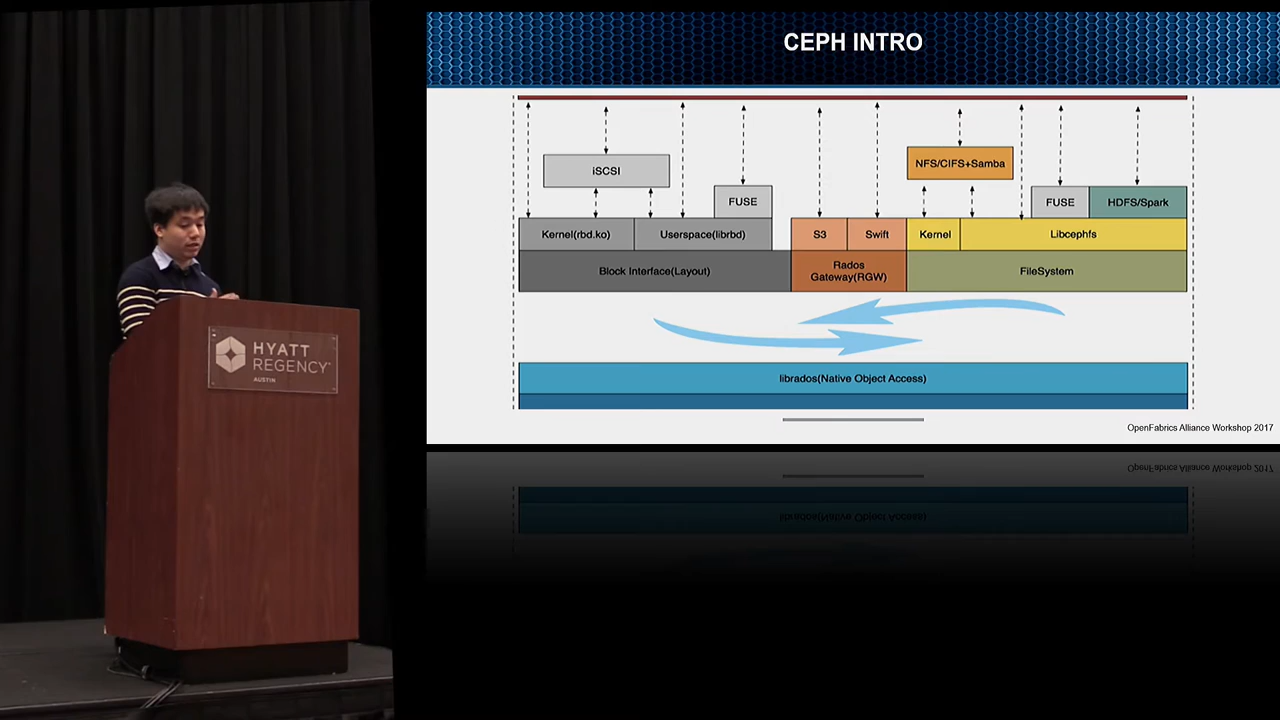 CEPH INTRO
iSCSI
NFS/CIFS+Samba
FUSE
FUSE
HDFS/Spark
Kernel(rbd.ko)
Userspace(librbd)
S3
Swift
Kernel
Libcephfs
Block Interface(Layout)
Rados
Gateway(RGW)
FileSystem
librados(Native Object Access)
OpenFabrics Alliance Workshop 2017
HYATT
REGENCY
AUSTIN